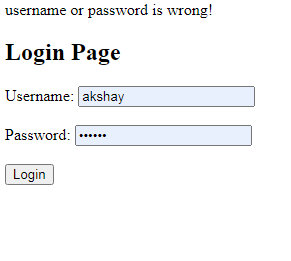 username or password is wrong!
Login Page
Username: akshay
Password: ••••••
Login